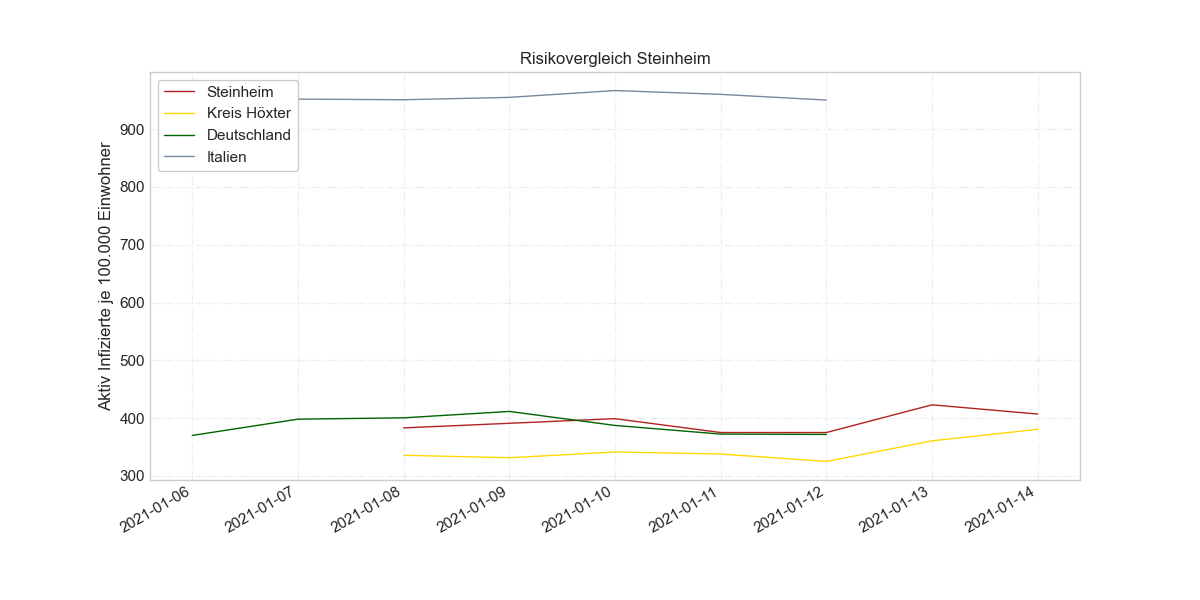 Risikovergleich Steinheim
Steinheim
Kreis Höxter
Deutschland
Italien
Aktiv Infizierte je 100.000 Einwohner
900
800
700
600
500
400
300
2021-01-06
2021-01-07
2021-01-08
2021-01-09
2021-01-10
2021-01-11
2021-01-12
2021-01-13
2021-01-14